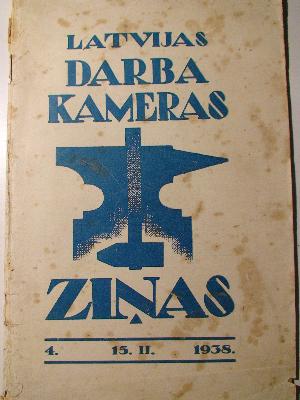 LATVIJAS
DARBA
KAMERAS
ZIŅAS
4. 15. II. 1938.